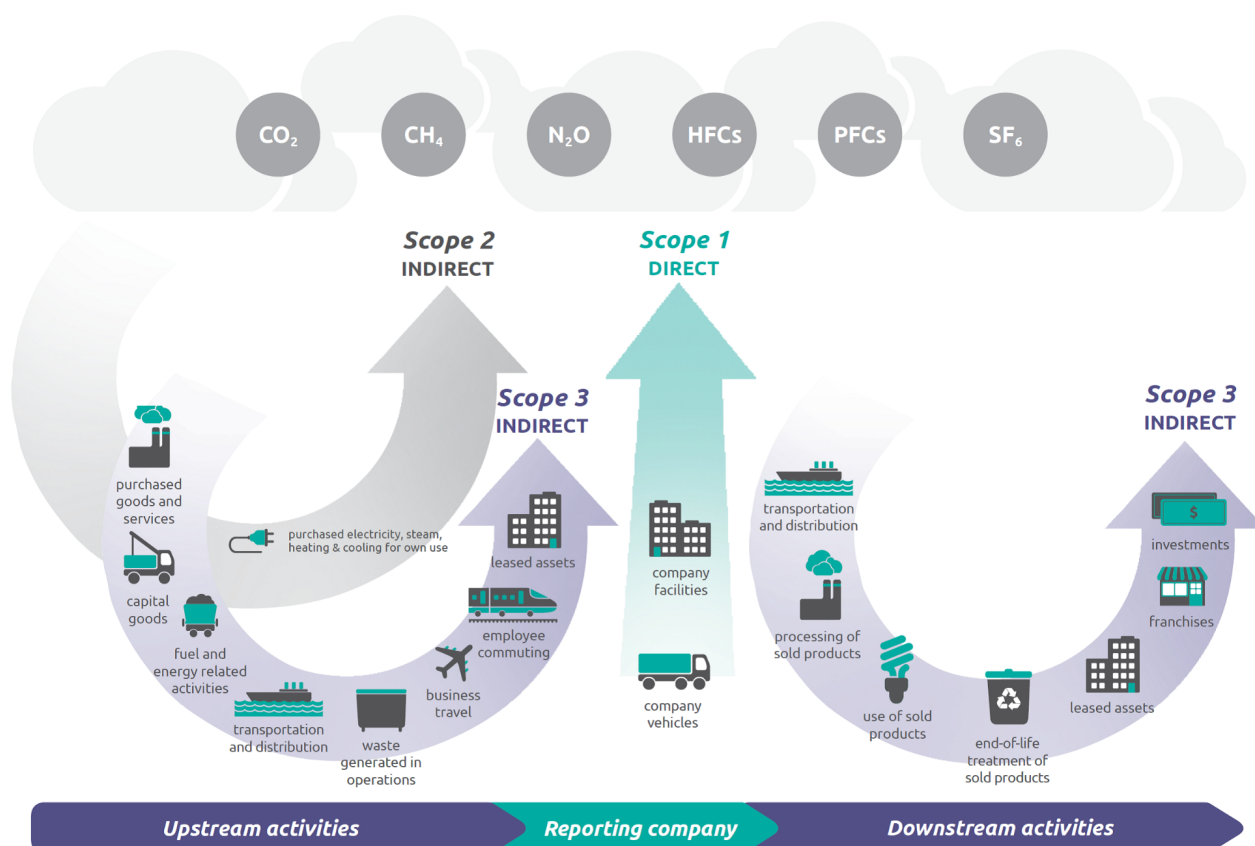 CO₂
CH₄
N₂O
HFCs
PFCs
SF₆
Scope 2
INDIRECT
Scope 1
DIRECT
Scope 3
INDIRECT
Scope 3
INDIRECT
purchased
goods and
services
capital
goods
fuel and
energy related
activities
purchased electricity, steam,
heating & cooling for own use
transportation
and distribution
waste
generated in
operations
business
travel
employee
commuting
leased assets
company
facilities
company
vehicles
transportation
and distribution
processing of
sold products
use of sold
products
end-of-life
treatment of
sold products
leased assets
franchises
$
investments
Upstream activities
Reporting company
Downstream activities